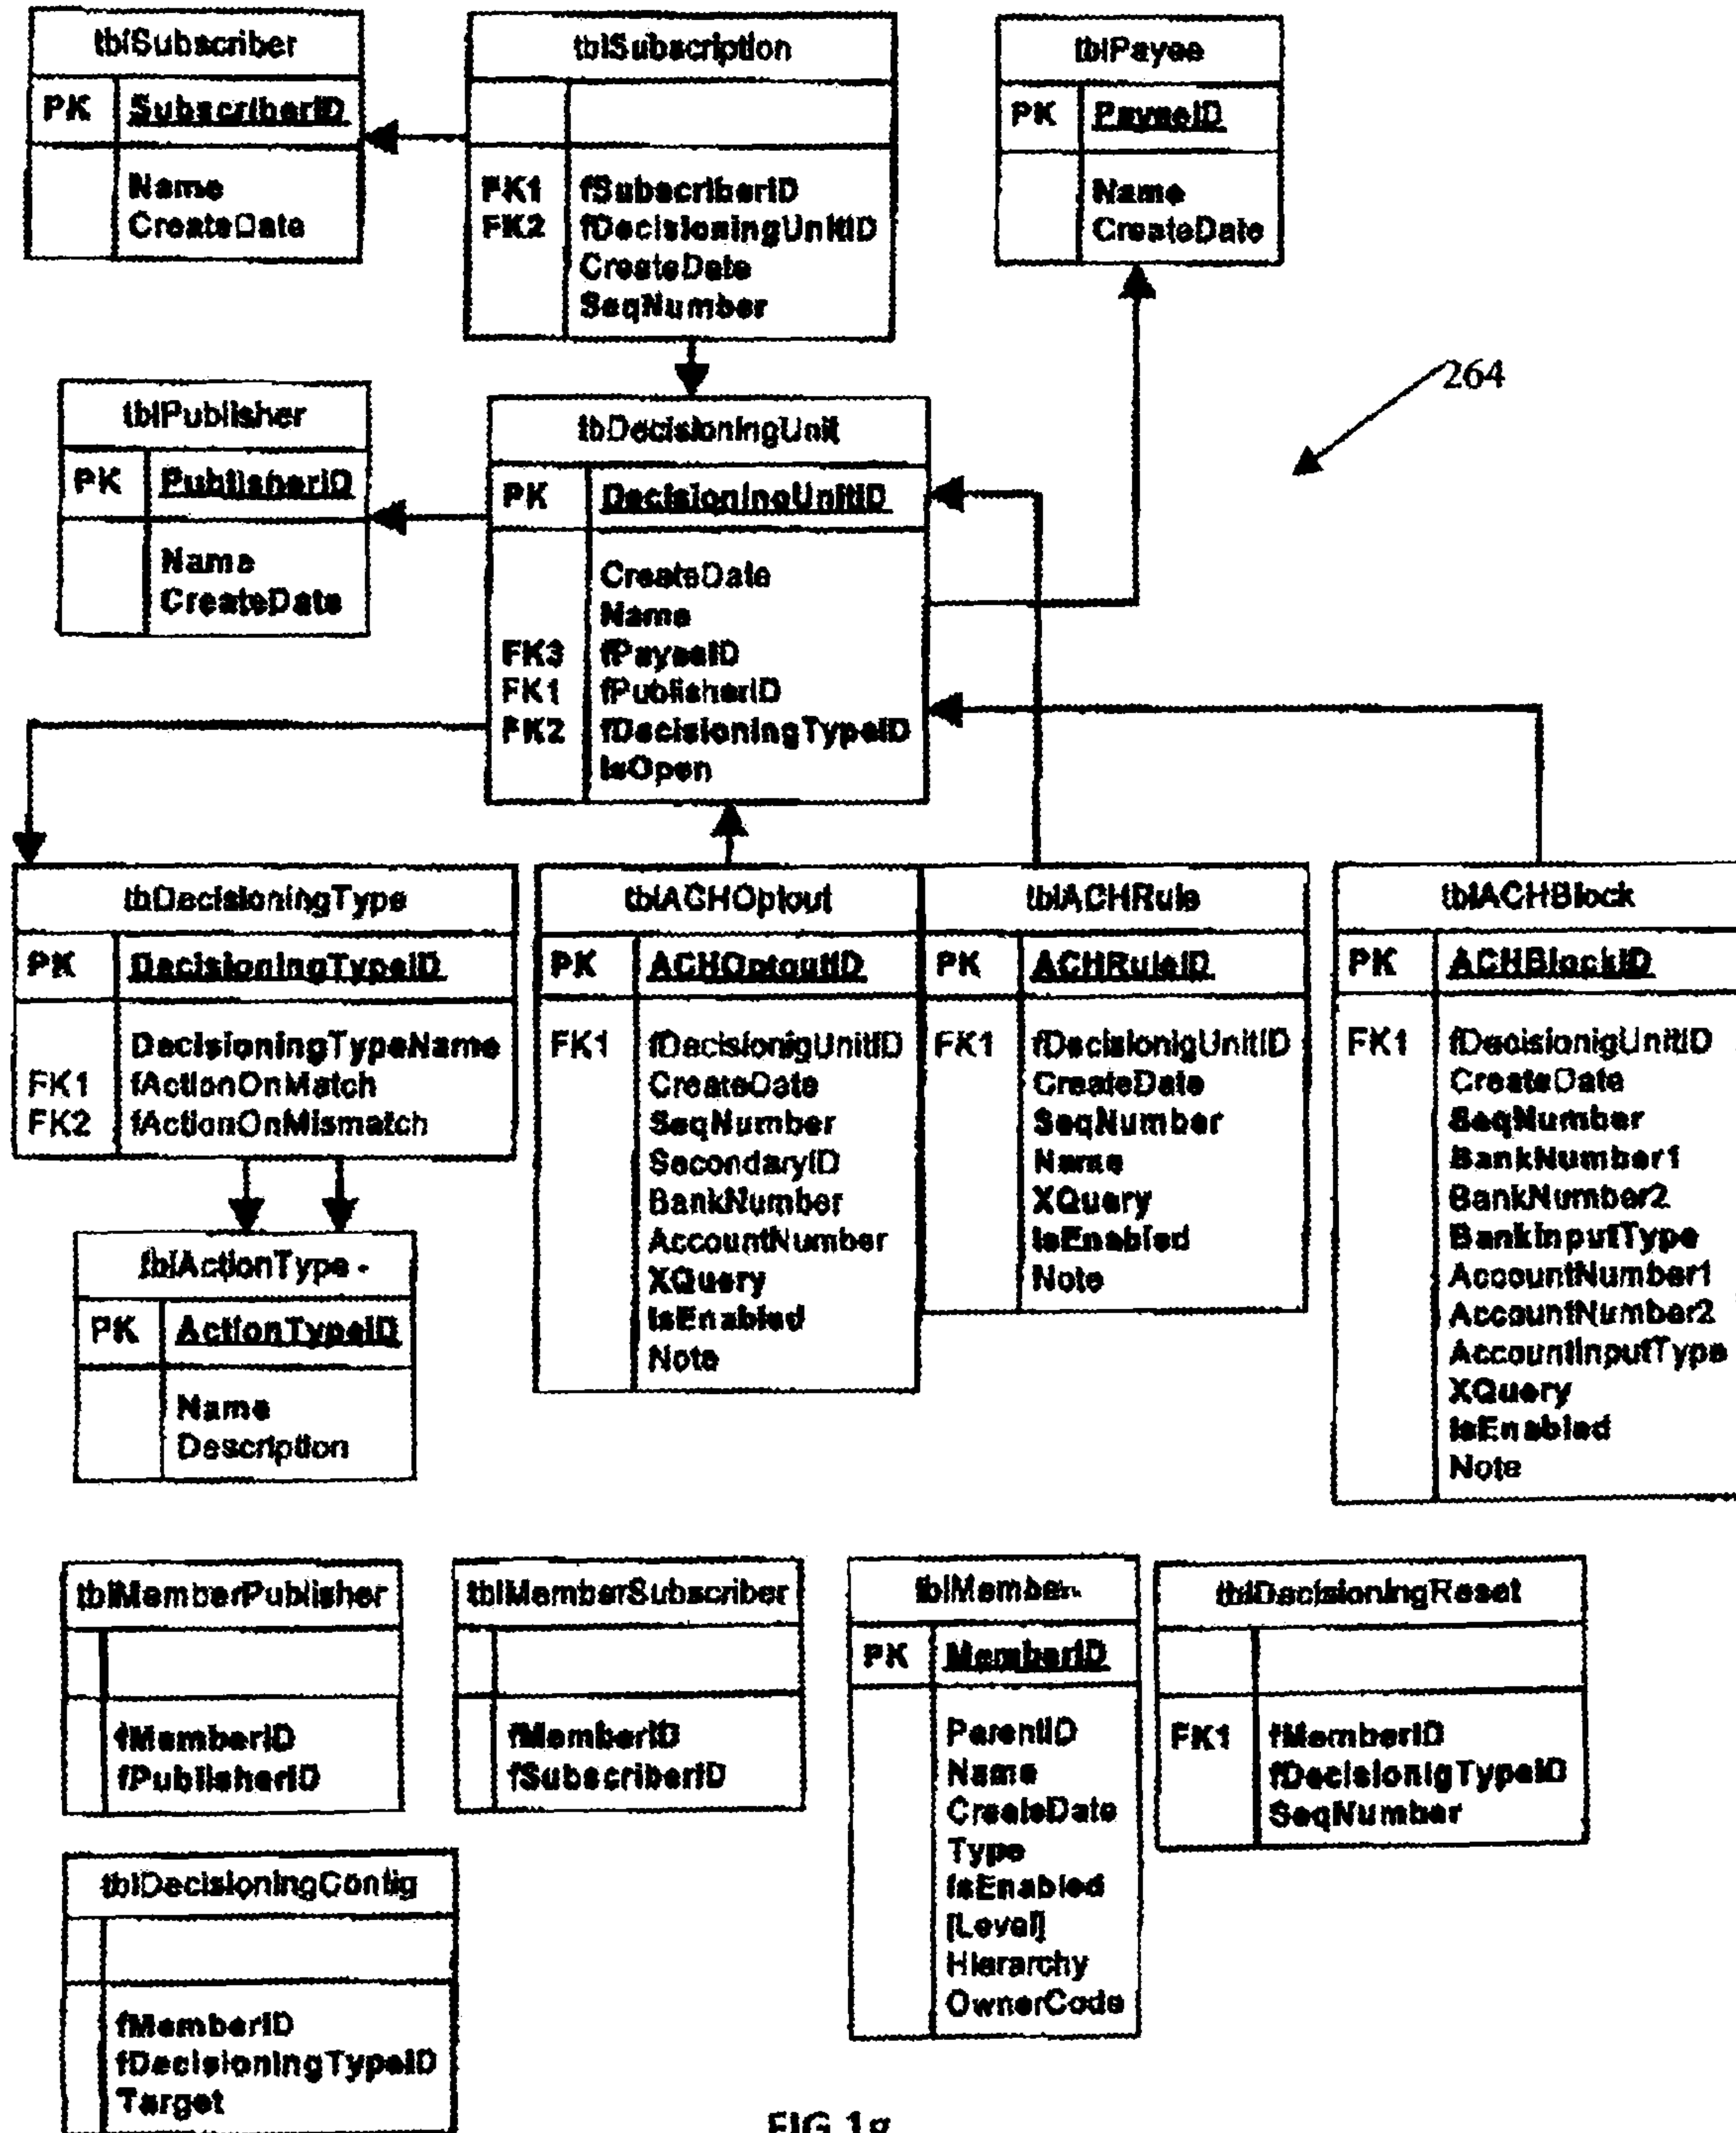 tblSubscriber
PK SubscriberID
Name
CreateDate
tblSubscription
FK1 fSubscriberID
FK2 fDecisioningUnitID
CreateDate
SeqNumber
tblPayee
PK PayeeID
Name
CreateDate
264
tblPublisher
PK PublisherID
Name
CreateDate
tbDecisioningUnit
PK DecisioningUnitID
CreateDate
Name
FK3 fPayeeID
FK1 fPublisherID
FK2 fDecisioningTypeID
IsOpen
tbDecisioningType
PK DecisioningTypeID
DecisioningTypeName
FK1 fActionOnMatch
FK2 fActionOnMismatch
tblACHOptout
PK ACHOptoutID
FK1 fDecisionigUnitID
CreateDate
SeqNumber
SecondaryID
BankNumber
AccountNumber
XQuery
IsEnabled
Note
tblACHRule
PK ACHRuleID
FK1 fDecisionigUnitID
CreateDate
SeqNumber
Name
XQuery
IsEnabled
Note
tblACHBlock
PK ACHBlockID
FK1 fDecisionigUnitID
CreateDate
SeqNumber
BankNumber1
BankNumber2
BankInputType
AccountNumber1
AccountNumber2
AccountInputType
XQuery
IsEnabled
Note
tblActionType
PK ActionTypeID
Name
Description
tblMemberPublisher
fMemberID
fPublisherID
tblMemberSubscriber
fMemberID
fSubscriberID
tblMember
PK MemberID
ParentID
Name
CreateDate
Type
IsEnabled
[Level]
Hierarchy
OwnerCode
tblDecisioningReset
FK1 fMemberID
fDecisionigTypeID
SeqNumber
tblDecisioningConfig
fMemberID
fDecisioningTypeID
Target
FIG 1g